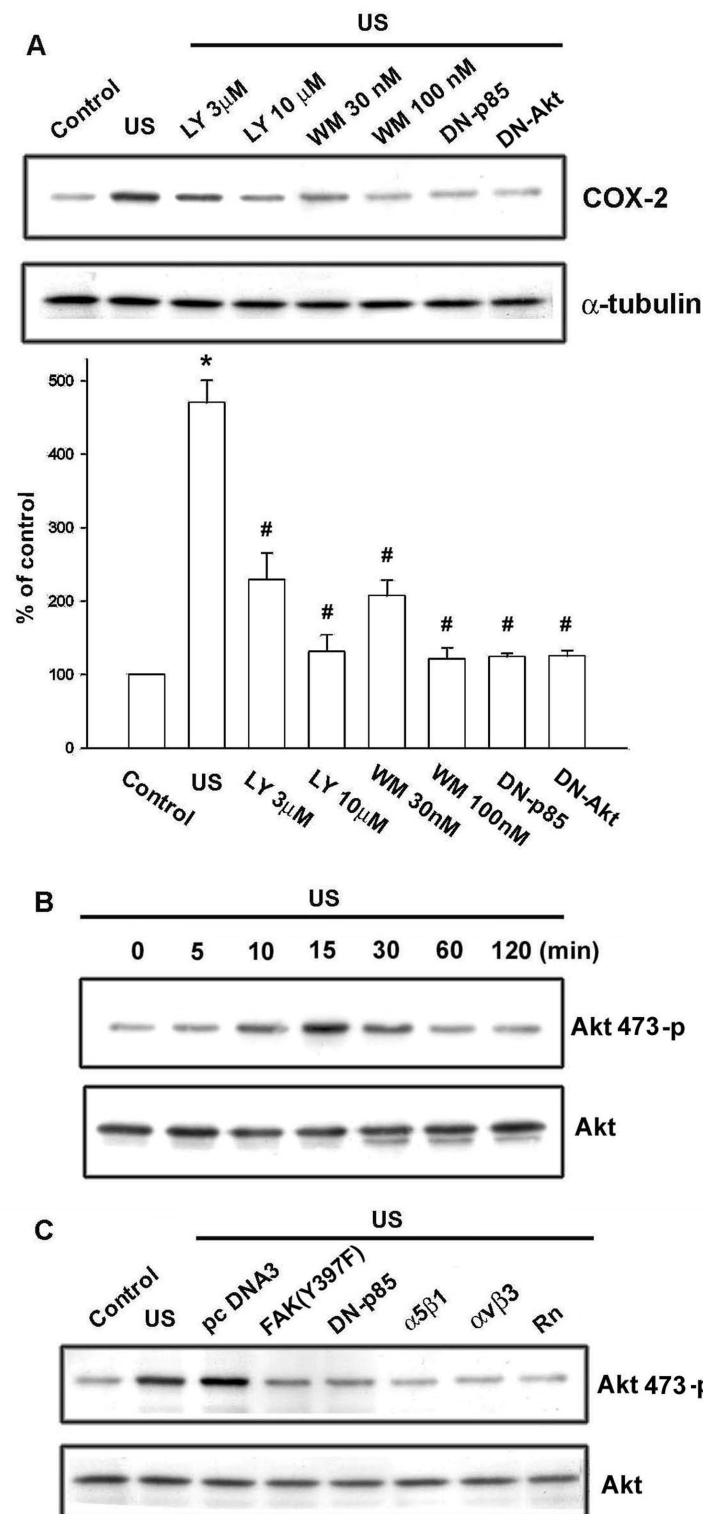 A
US
Control
US
LY 3μM
LY 10 μM
WM 30 nM
WM 100 nM
DN-p85
DN-Akt
COX-2
α-tubulin
% of control
500
400
300
200
100
0
*
#
#
#
#
#
#
Control
US
LY 3μM
LY 10μM
WM 30nM
WM 100nM
DN-p85
DN-Akt
B
US
0 5 10 15 30 60 120 (min)
Akt 473-p
Akt
C
US
Control
US
pc DNA3
FAK(Y397F)
DN-p85
α5β1
αvβ3
Rn
Akt 473-p
Akt